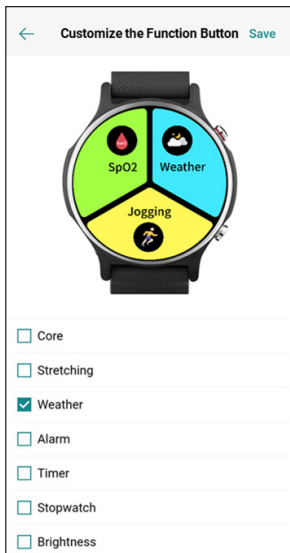 Customize the Function Button Save
SpO2 Weather
Jogging
Core
Stretching
Weather
Alarm
Timer
Stopwatch
Brightness